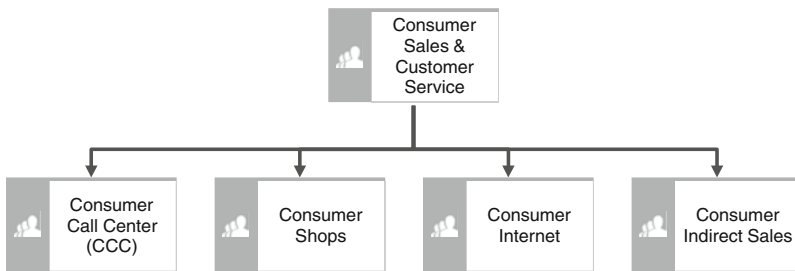 Consumer
Sales &
Customer
Service
Consumer
Call Center
(CCC)
Consumer
Shops
Consumer
Internet
Consumer
Indirect Sales